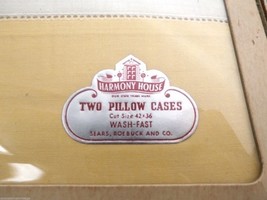 HARMONY HOUSE
TWO PILLOW CASES
Cut Size 42x36
WASH-FAST
SEARS, ROEBUCK AND CO.